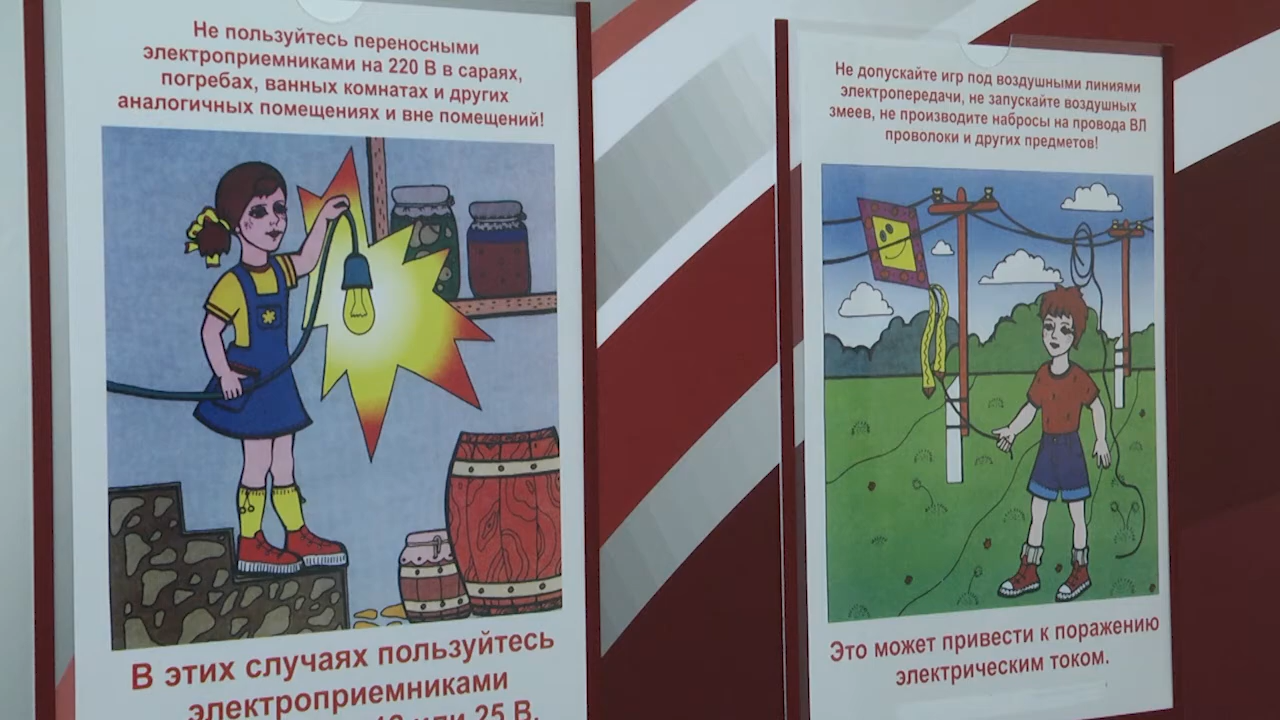 Не пользуйтесь переносными
электроприемниками на 220 В в сараях,
погребах, ванных комнатах и других
аналогичных помещениях и вне помещений!
В этих случаях пользуйтесь
электроприемниками
или 25 В.
Не допускайте игр под воздушными линиями
электропередачи, не запускайте воздушных
змеев, не производите набросы на провода ВЛ
проволоки и других предметов!
Это может привести к поражению
электрическим током.